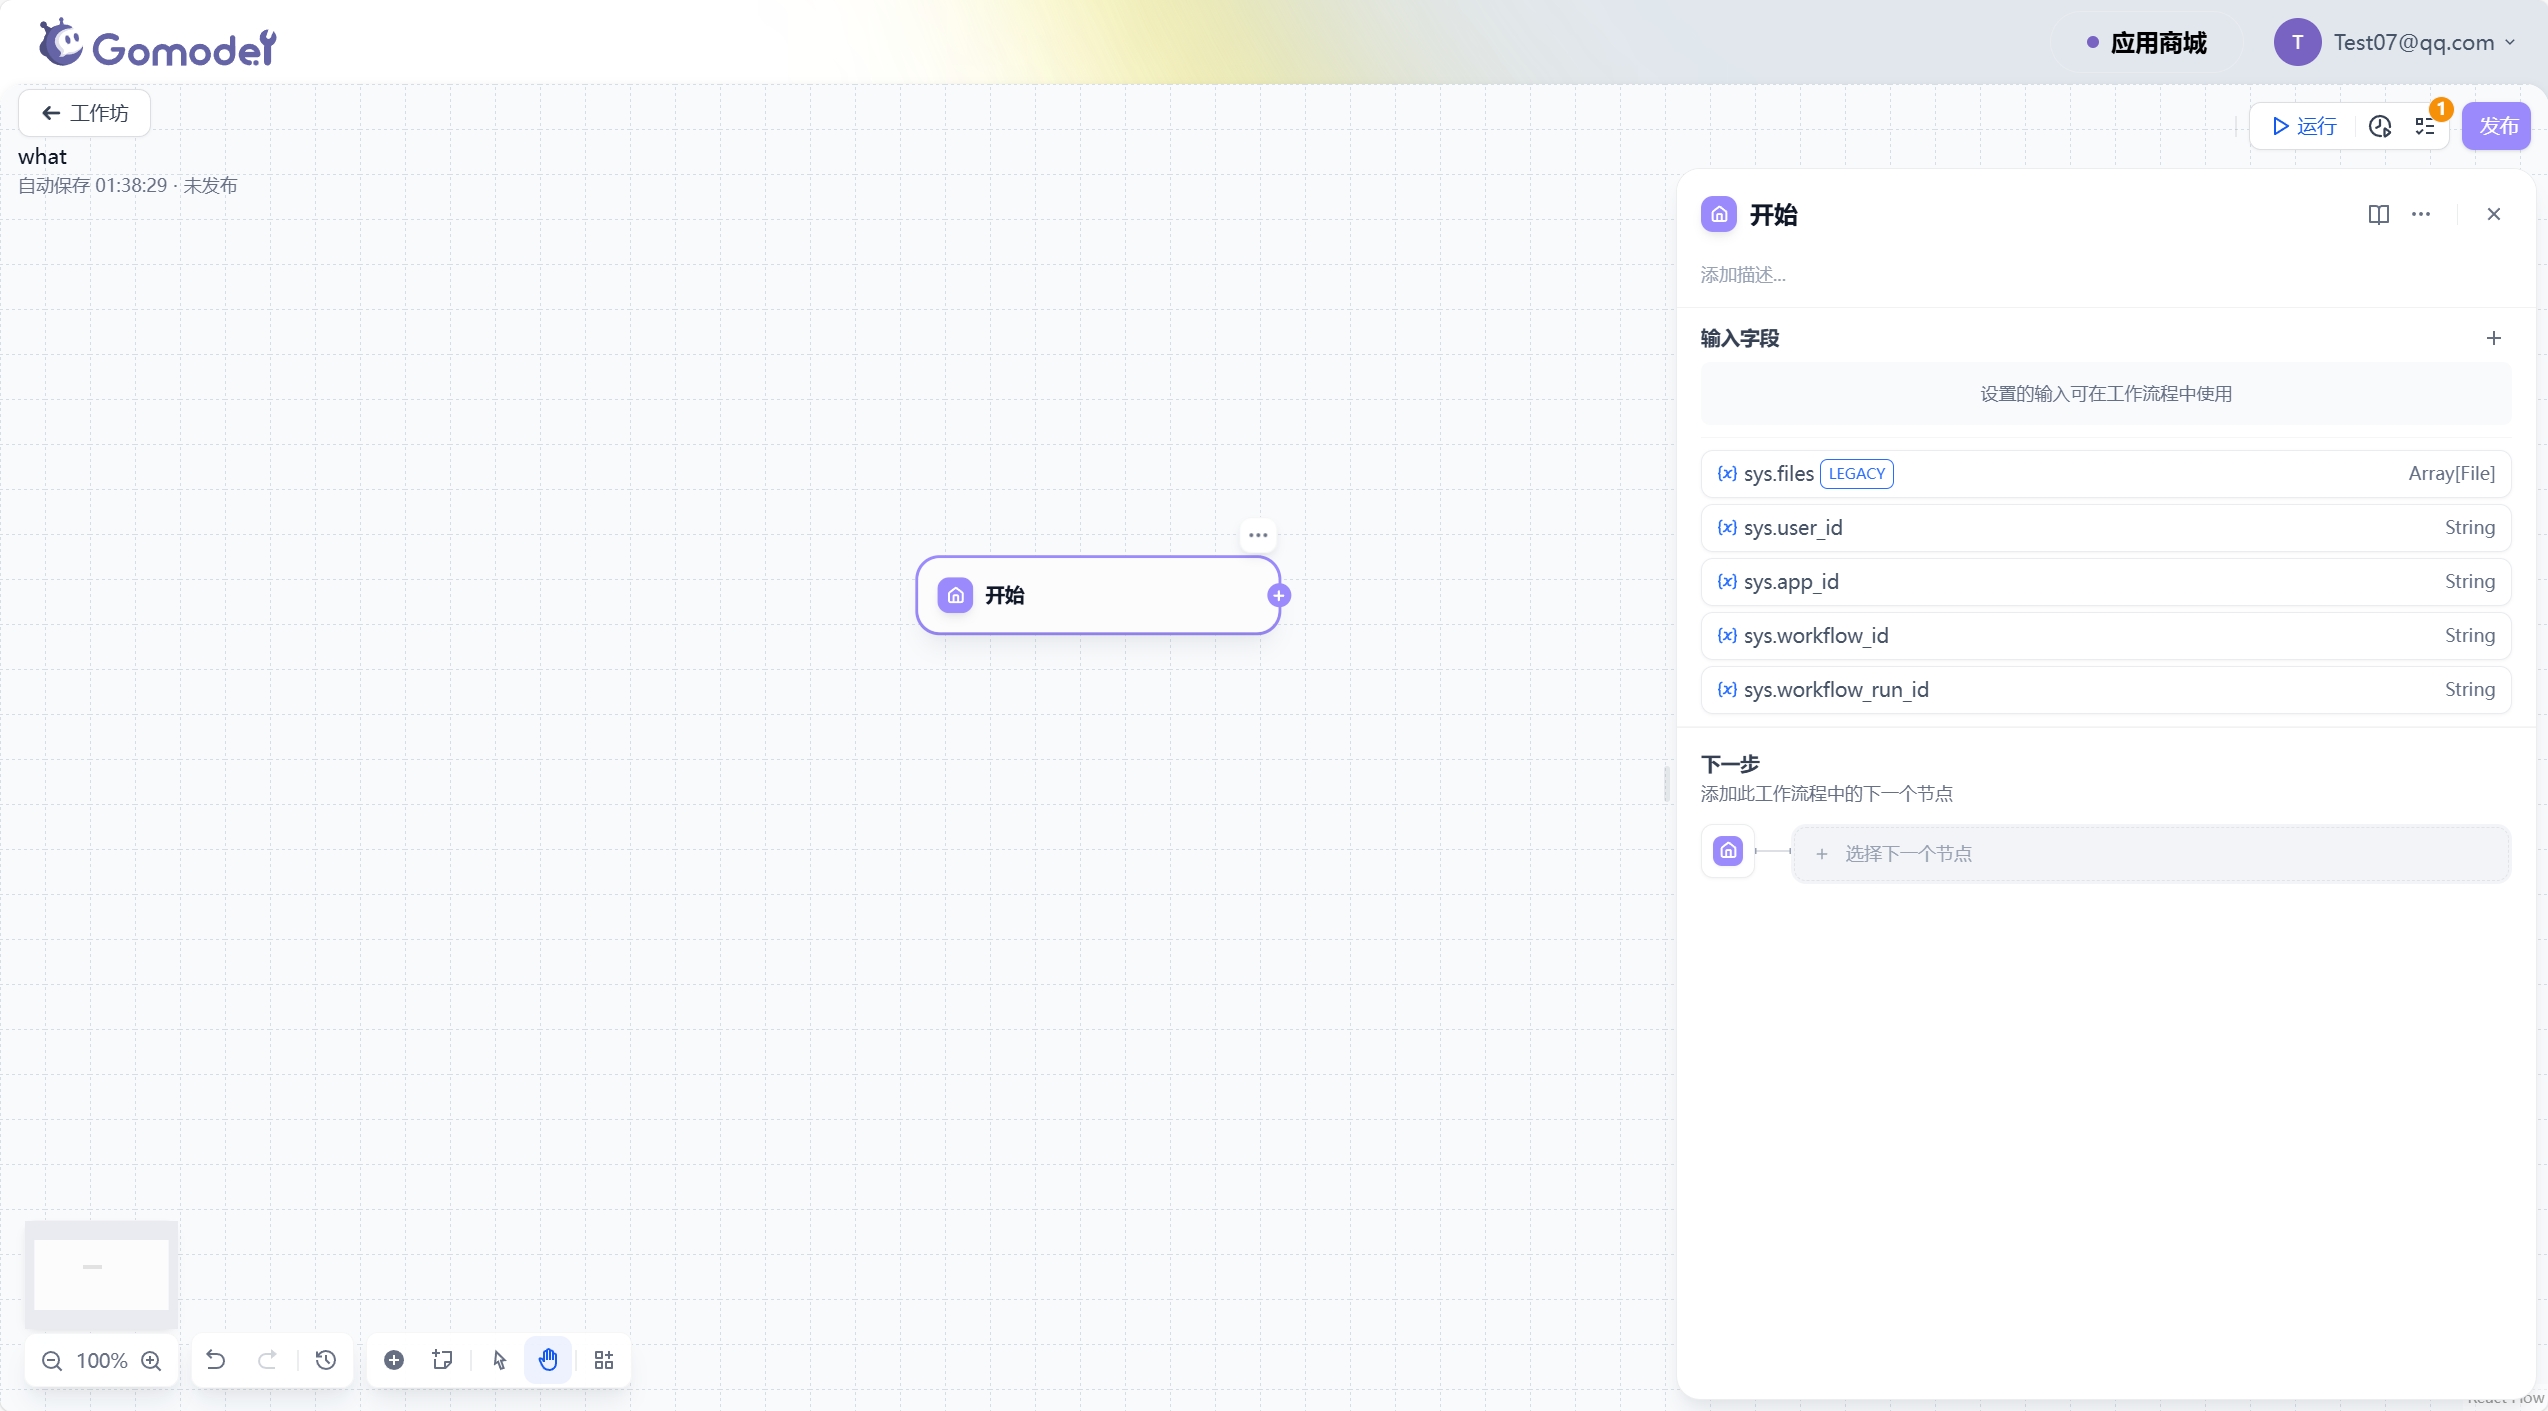 Gomodel
应用商城
T
Test07@qq.com
工作坊
what
自动保存 01:38:29 · 未发布
运行
1
发布
开始
添加描述...
输入字段
设置的输入可在工作流程中使用
{x} sys.files LEGACY Array[File]
{x} sys.user_id String
{x} sys.app_id String
{x} sys.workflow_id String
{x} sys.workflow_run_id String
下一步
添加此工作流程中的下一个节点
+ 选择下一个节点
开始
100%